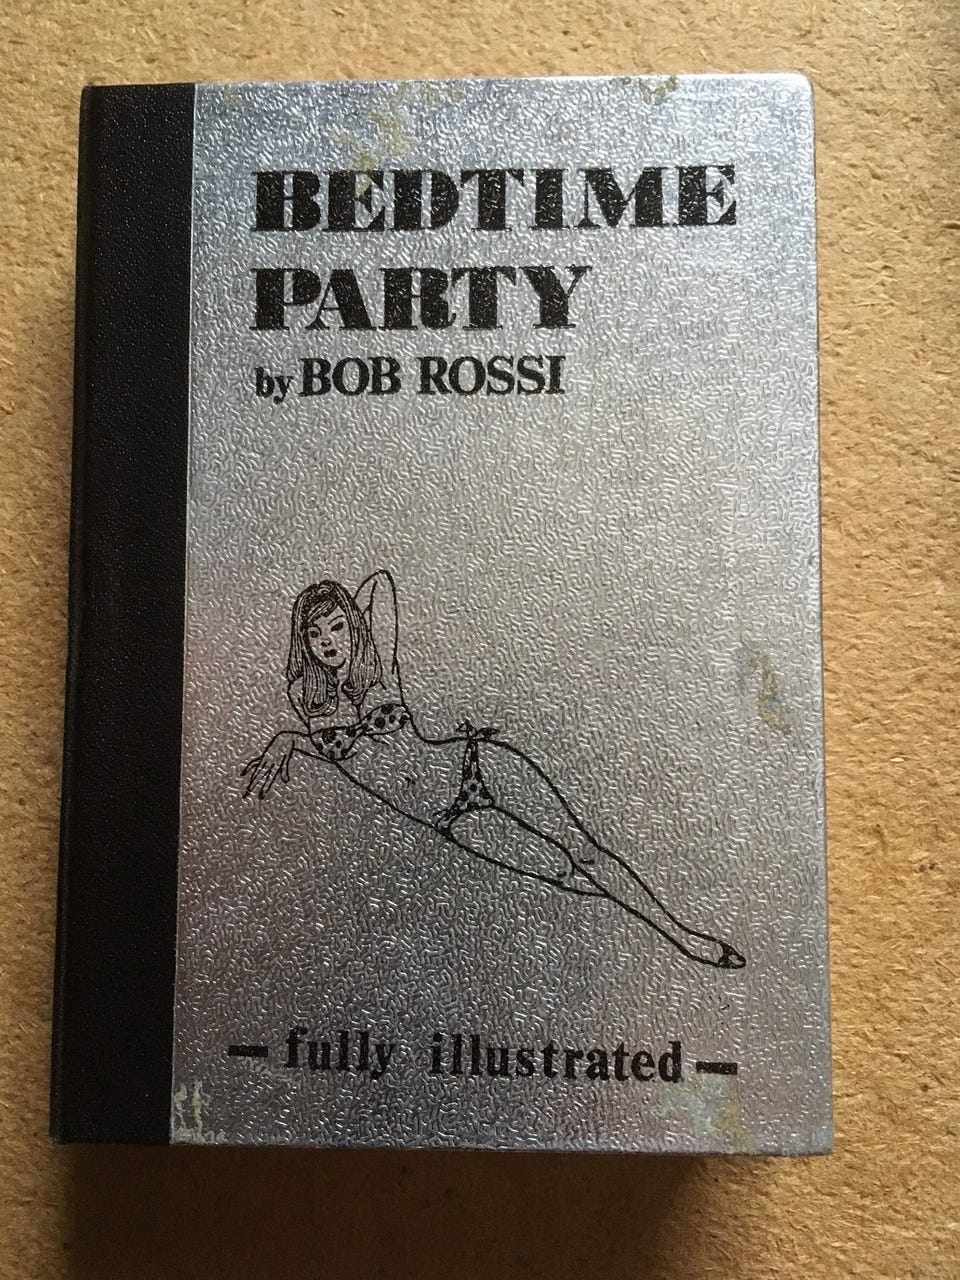 BEDTIME
PARTY
by BOB ROSSI
— fully illustrated —